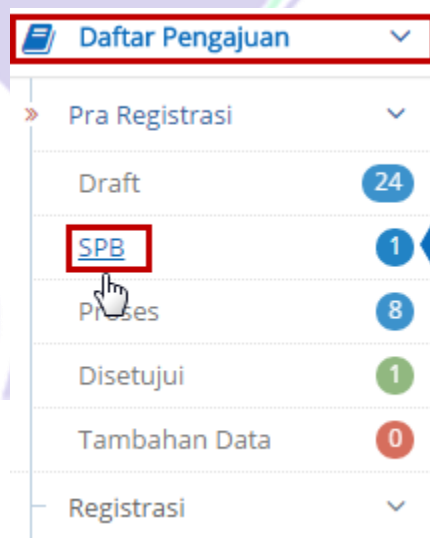 Daftar Pengajuan
Pra Registrasi
Draft 24
SPB 1
Proses 8
Disetujui 1
Tambahan Data 0
Registrasi